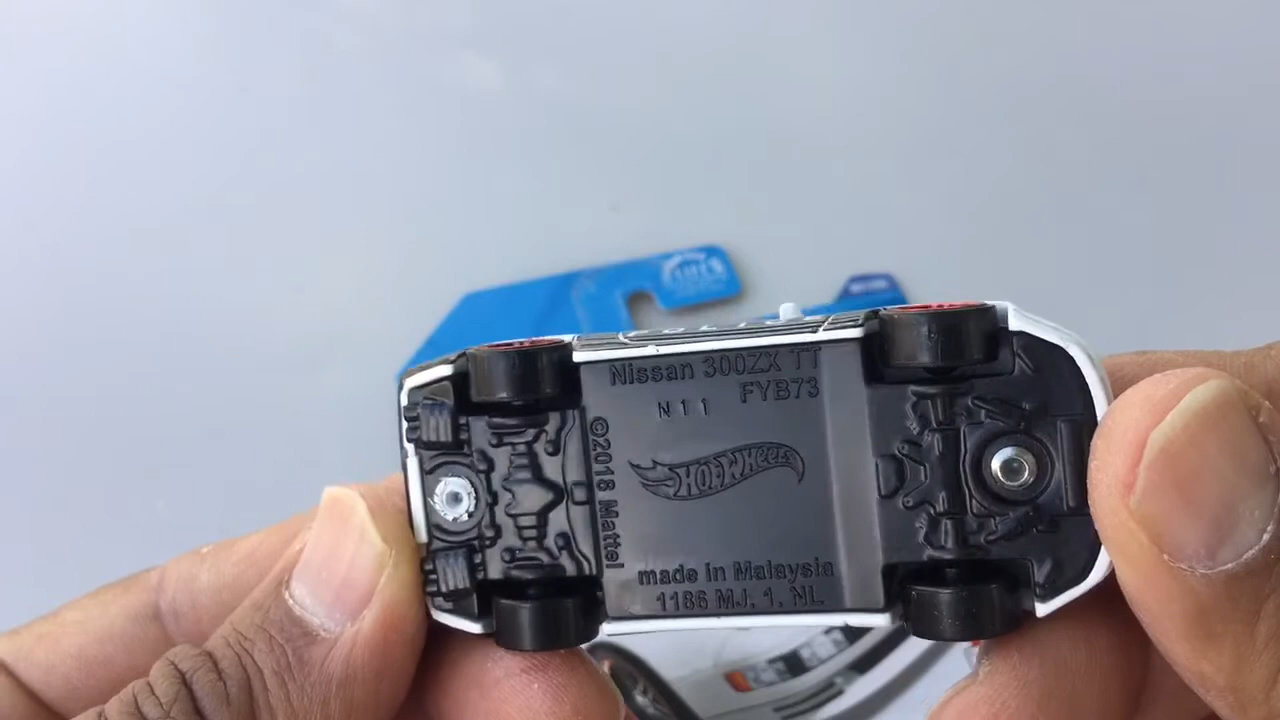 Nissan 300ZX TT
FYB73
N11
©2018 Mattel
HOT WHEELS
made in Malaysia
1186 MJ, 1, NL